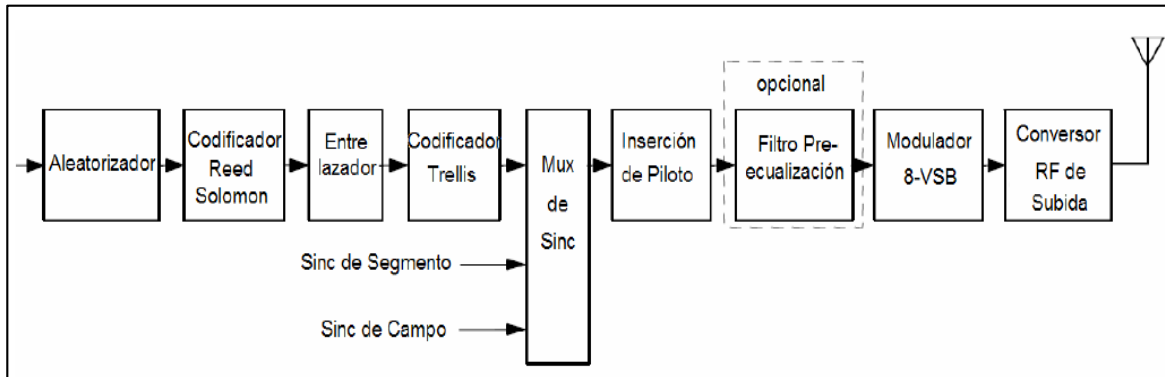 opcional
Aleatorizador
Codificador
Reed
Solomon
Entre
lazador
Codificador
Trellis
Mux
de
Sinc
Inserción
de Piloto
Filtro Pre-
ecualización
Modulador
8-VSB
Conversor
RF de
Subida
Sinc de Segmento
Sinc de Campo